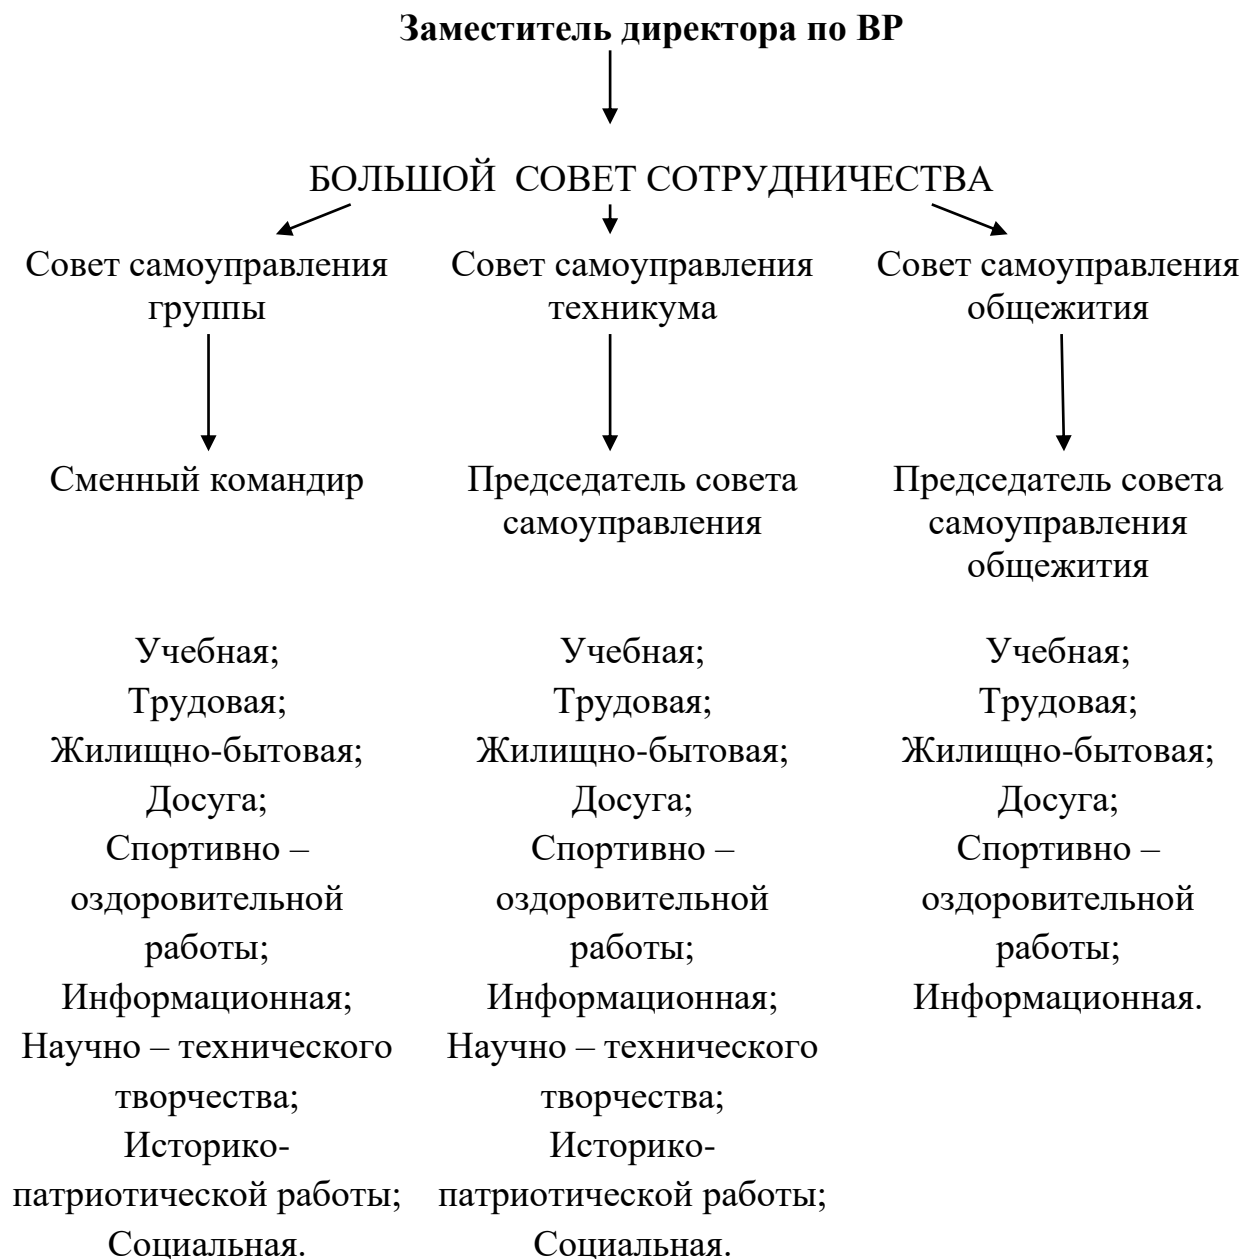 Заместитель директора по ВР
БОЛЬШОЙ СОВЕТ СОТРУДНИЧЕСТВА
Совет самоуправления
группы
Совет самоуправления
техникума
Совет самоуправления
общежития
Сменный командир
Председатель совета
самоуправления
Председатель совета
самоуправления
общежития
Учебная;
Трудовая;
Жилищно-бытовая;
Досуга;
Спортивно –
оздоровительной
работы;
Информационная;
Научно – технического
творчества;
Историко-
патриотической работы;
Социальная.
Учебная;
Трудовая;
Жилищно-бытовая;
Досуга;
Спортивно –
оздоровительной
работы;
Информационная;
Научно – технического
творчества;
Историко-
патриотической работы;
Социальная.
Учебная;
Трудовая;
Жилищно-бытовая;
Досуга;
Спортивно –
оздоровительной
работы;
Информационная.